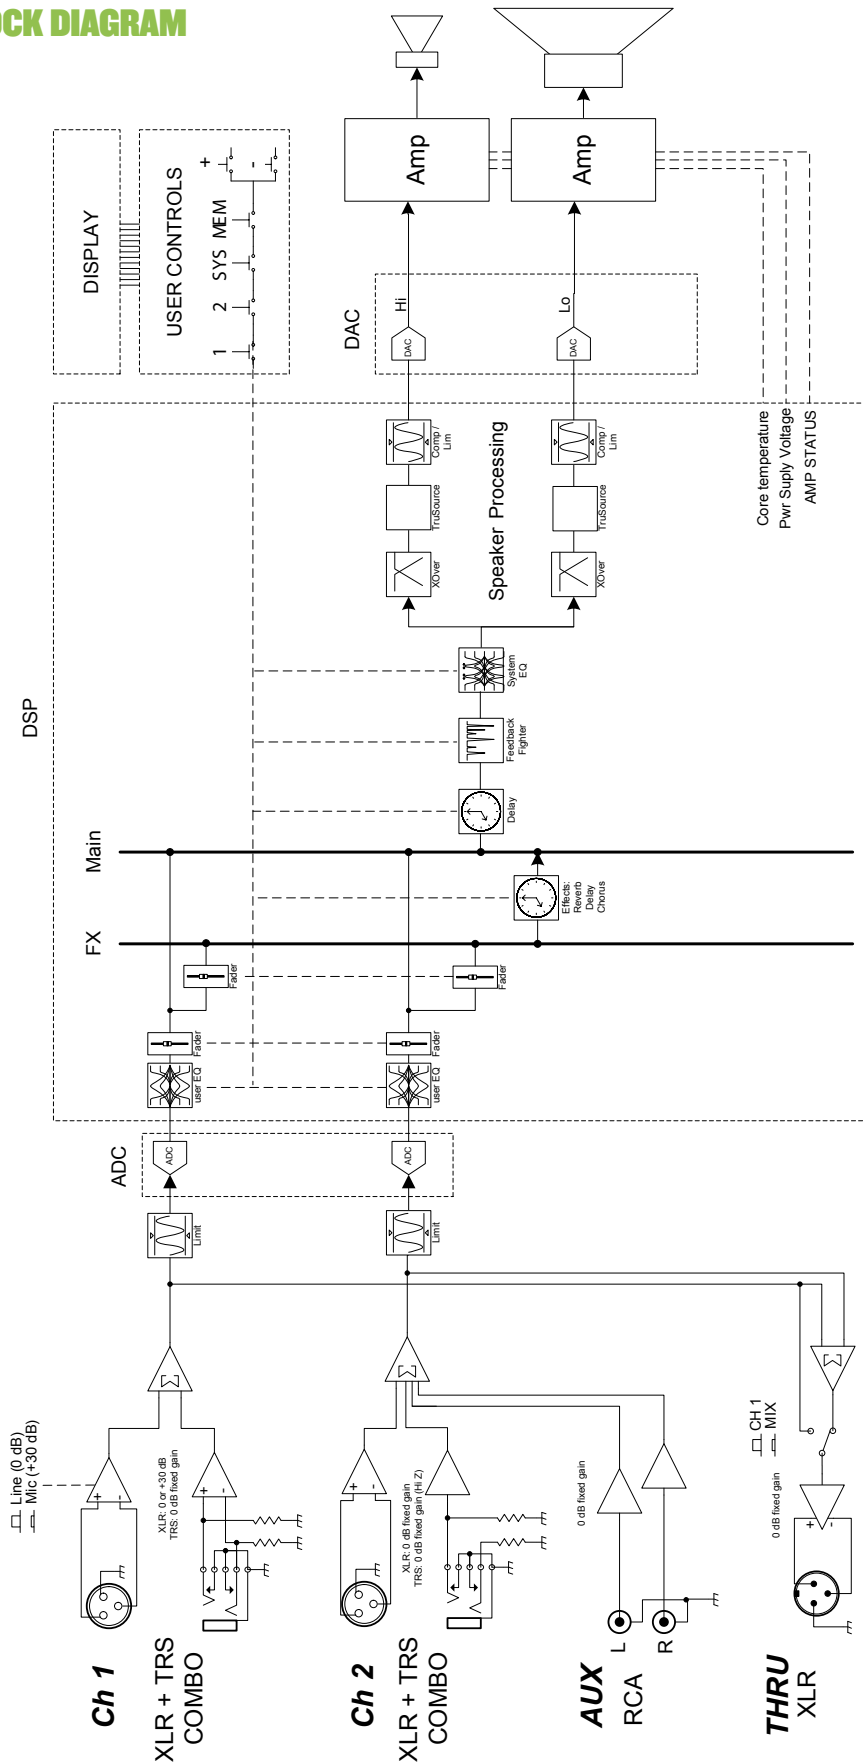 OCK DIAGRAM
DISPLAY
USER CONTROLS
1 2 SYS MEM + -
Amp
Amp
DAC
Hi
Lo
DAC
DAC
DSP
Comp /
Lim
Comp /
Lim
TruSource
TruSource
XOver
XOver
Speaker Processing
Core temperature
Pwr Suply Voltage
AMP STATUS
System
EQ
Feedback
Fighter
Delay
Main
FX
Effects:
Reverb
Delay
Chorus
Fader
Fader
Fader
Fader
user EQ
user EQ
ADC
ADC
ADC
Limit
Limit
Σ
Σ
Σ
Line (0 dB)
Mic (+30 dB)
+
-
XLR: 0 or +30 dB
TRS: 0 dB fixed gain
+
-
Ch 1
XLR + TRS
COMBO
+
-
XLR: 0 dB fixed gain
TRS: 0 dB fixed gain (Hi Z)
Ch 2
XLR + TRS
COMBO
0 dB fixed gain
AUX
RCA
L
R
CH 1
MIX
0 dB fixed gain
+
-
THRU
XLR